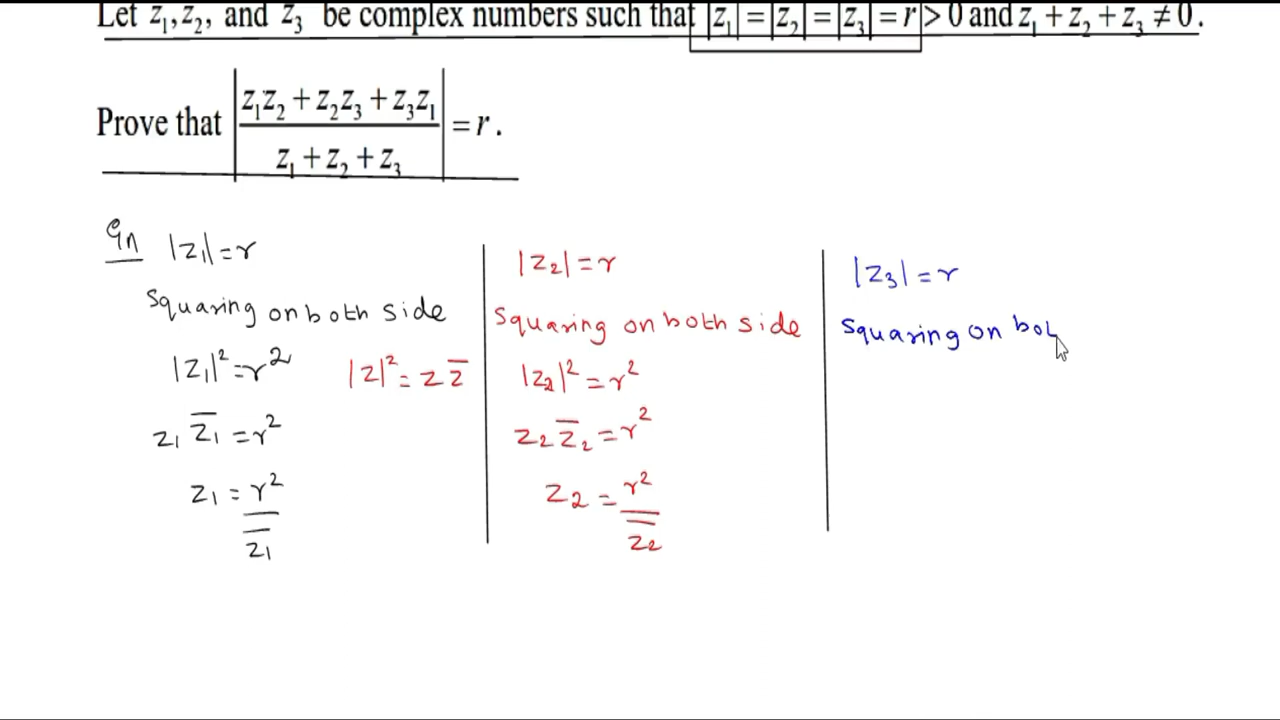 Let z₁, z₂, and z₃ be complex numbers such that |z₁| = |z₂| = |z₃| = r > 0 and z₁ + z₂ + z₃ ≠ 0.
Prove that |(z₁z₂ + z₂z₃ + z₃z₁)/(z₁ + z₂ + z₃)| = r.
Gn |z₁| = r
Squaring on both side
|z₁|² = r² |z|² = z z̅
z₁ z̅₁ = r²
z₁ = r²/z̅₁
|z₂| = r
Squaring on both side
|z₂|² = r²
z₂ z̅₂ = r²
z₂ = r²/z̅₂
|z₃| = r
Squaring on bot